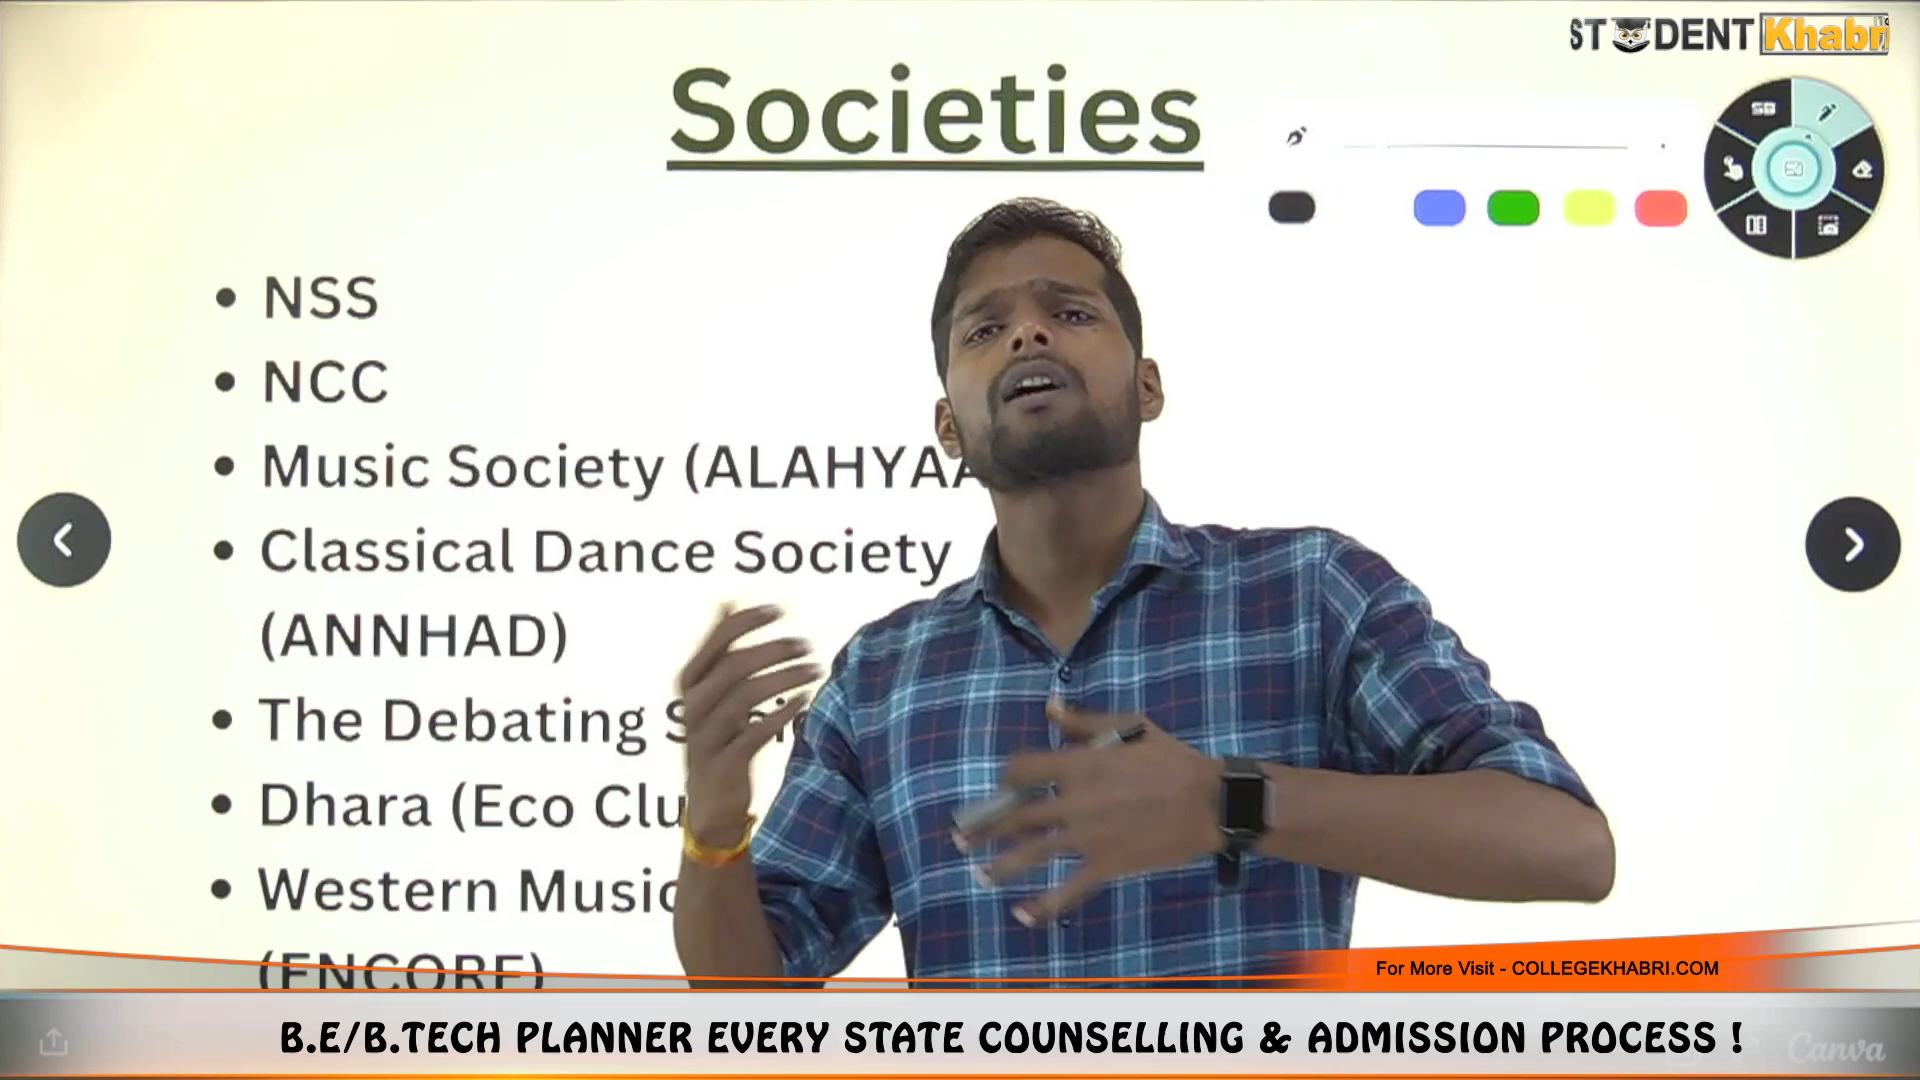 STUDENT Khabri
Societies
• NSS
• NCC
• Music Society (ALAHYA
• Classical Dance Society
(ANNHAD)
• The Debating
• Dhara (Eco Clu
• Western Music
(ENCORE)
For More Visit - COLLEGEKHABRI.COM
B.E/B.TECH PLANNER EVERY STATE COUNSELLING & ADMISSION PROCESS !
Canva